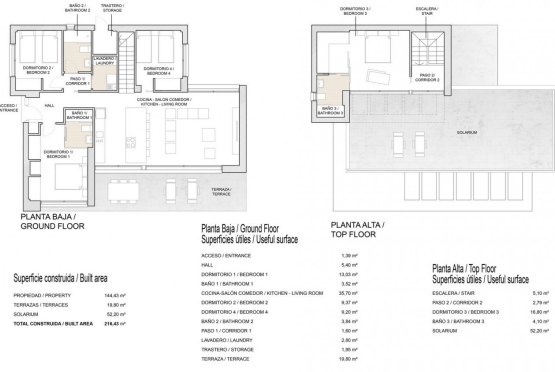 BAÑO 2 /
BATHROOM 2
TRASTERO /
STORAGE
DORMITORIO 2 /
BEDROOM 2
LAVADERO /
LAUNDRY
PASO 1/
CORRIDOR 1
DORMITORIO 4 /
BEDROOM 4
ACCESO /
ENTRANCE
HALL
BAÑO 1 /
BATHROOM 1
COCINA - SALÓN COMEDOR /
KITCHEN - LIVING ROOM
DORMITORIO 1/
BEDROOM 1
TERRAZA /
TERRACE
PLANTA BAJA /
GROUND FLOOR
DORMITORIO 3 /
BEDROOM 3
ESCALERA /
STAIR
PASO 2/
CORRIDOR 2
BAÑO 3 /
BATHROOM 3
SOLARIUM
PLANTA ALTA /
TOP FLOOR
Superficie construida / Built area
PROPIEDAD / PROPERTY 144,43 m²
TERRAZAS / TERRACES 19,80 m²
SOLARIUM 52,20 m²
TOTAL CONSTRUIDA / BUILT AREA 216,43 m²
Planta Baja / Ground Floor
Superficies útiles / Useful surface
ACCESO / ENTRANCE 1,39 m²
HALL 5,40 m²
DORMITORIO 1 / BEDROOM 1 13,03 m²
BAÑO 1 / BATHROOM 1 3,52 m²
COCINA-SALÓN COMEDOR / KITCHEN - LIVING ROOM 35,70 m²
DORMITORIO 2 / BEDROOM 2 9,37 m²
DORMITORIO 4 / BEDROOM 4 9,20 m²
BAÑO 2 / BATHROOM 2 3,84 m²
PASO 1 / CORRIDOR 1 1,60 m²
LAVADERO / LAUNDRY 2,80 m²
TRASTERO / STORAGE 1,95 m²
TERRAZA / TERRACE 19,80 m²
Planta Alta / Top Floor
Superficies útiles / Useful surface
ESCALERA / STAIR 5,10 m²
PASO 2 / CORRIDOR 2 2,79 m²
DORMITORIO 3 / BEDROOM 3 16,80 m²
BAÑO 3 / BATHROOM 3 4,10 m²
SOLARIUM 52,20 m²